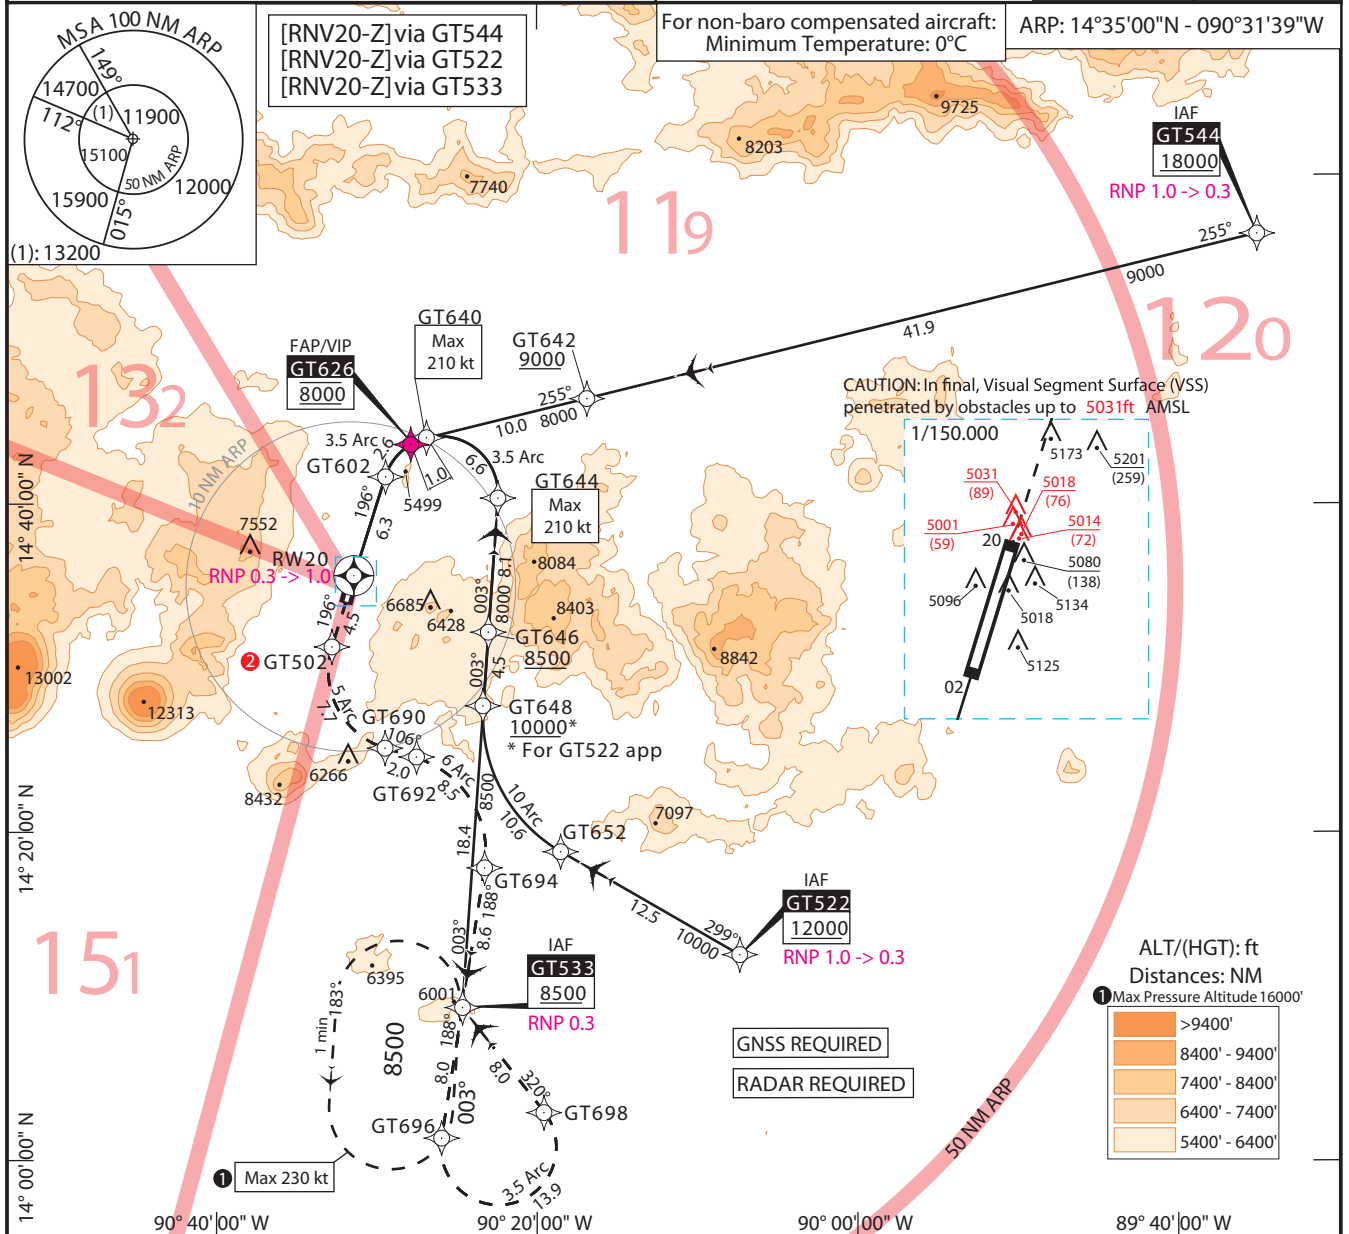 MSA 100 NM ARP
149°
14700
112°
(1)
11900
15100
50 NM ARP
12000
15900
015°
(1): 13200
[RNV20-Z] via GT544
[RNV20-Z] via GT522
[RNV20-Z] via GT533
For non-baro compensated aircraft:
Minimum Temperature: 0°C
ARP: 14°35'00"N - 090°31'39"W
9725
8203
7740
119
IAF
GT544
18000
RNP 1.0 -> 0.3
255°
9000
41.9
120
GT640
Max
210 kt
GT642
9000
255°
8000
10.0
FAP/VIP
GT626
8000
132
3.5 Arc
2.6
GT602
1.0
5499
6.6
3.5 Arc
GT644
Max
210 kt
10 NM ARP
196°
6.3
7552
RW20
RNP 0.3 -> 1.0
196°
4.5
2
GT502
5 Arc
7.7
6685
6428
8084
8403
8842
003°
8000
8.1
GT646
8500
003°
4.5
GT648
10000*
* For GT522 app
13002
12313
8432
6266
GT690
106°
2.0
GT692
6 Arc
8.5
8500
18.4
10 Arc
10.6
7097
GT652
GT694
12.5
299°
10000
IAF
GT522
12000
RNP 1.0 -> 0.3
188°
8.6
003°
151
6395
6001
IAF
GT533
8500
RNP 0.3
183°
1 min
8500
188°
8.0
003°
8.0
320°
GT698
GT696
3.5 Arc
13.9
1
Max 230 kt
CAUTION: In final, Visual Segment Surface (VSS)
penetrated by obstacles up to 5031ft AMSL
1/150.000
5173
5201
(259)
5031
(89)
5018
(76)
5001
(59)
5014
(72)
20
5080
(138)
5096
5134
5018
5125
02
GNSS REQUIRED
RADAR REQUIRED
50 NM ARP
ALT/(HGT): ft
Distances: NM
1 Max Pressure Altitude 16000'
>9400'
8400' - 9400'
7400' - 8400'
6400' - 7400'
5400' - 6400'
14° 40' 00" N
14° 20' 00" N
14° 00' 00" N
90° 40' 00" W
90° 20' 00" W
90° 00' 00" W
89° 40' 00" W